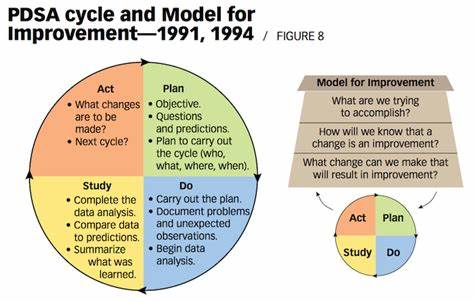 PDSA cycle and Model for
Improvement—1991, 1994 / FIGURE 8
Act
• What changes
are to be
made?
• Next cycle?
Plan
• Objective.
• Questions
and predictions.
• Plan to carry out
the cycle (who,
what, where, when).
Study
• Complete the
data analysis.
• Compare data
to predictions.
• Summarize
what was
learned.
Do
• Carry out the plan.
• Document problems
and unexpected
observations.
• Begin data
analysis.
Model for Improvement
What are we trying
to accomplish?
How will we know that a
change is an improvement?
What change can we make that
will result in improvement?
Act
Plan
Study
Do